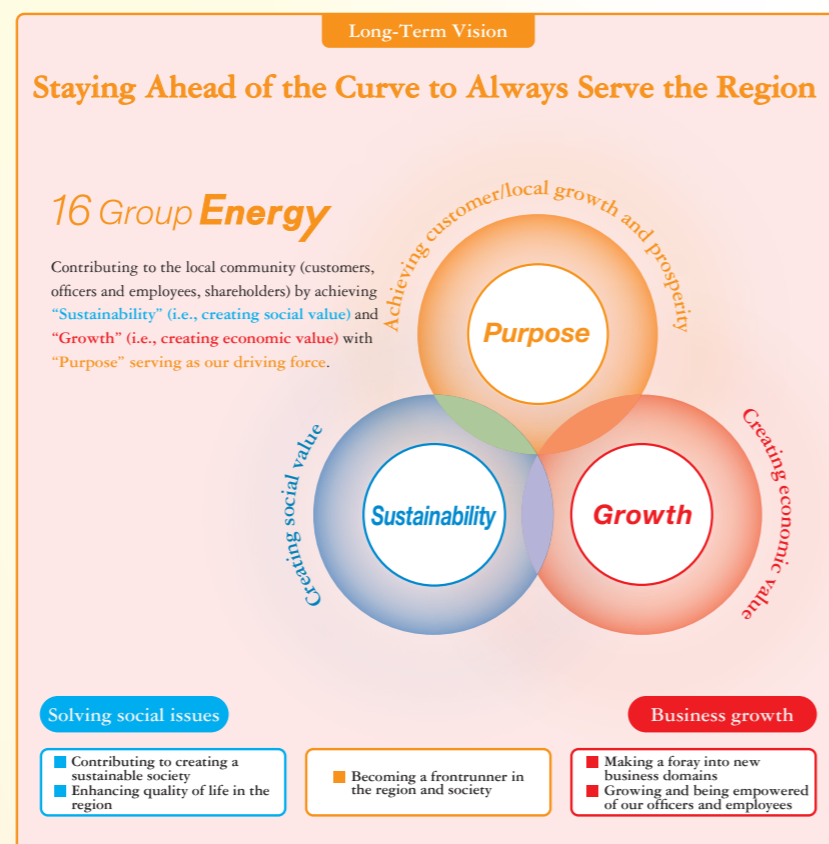 Long-Term Vision
Staying Ahead of the Curve to Always Serve the Region
16 Group Energy
Contributing to the local community (customers,
officers and employees, shareholders) by achieving
“Sustainability” (i.e., creating social value) and
“Growth” (i.e., creating economic value) with
“Purpose” serving as our driving force.
Achieving customer/local growth and prosperity
Purpose
Creating social value
Sustainability
Growth
Creating economic value
Solving social issues
Business growth
Contributing to creating a
sustainable society
Enhancing quality of life in the
region
Becoming a frontrunner in
the region and society
Making a foray into new
business domains
Growing and being empowered
of our officers and employees